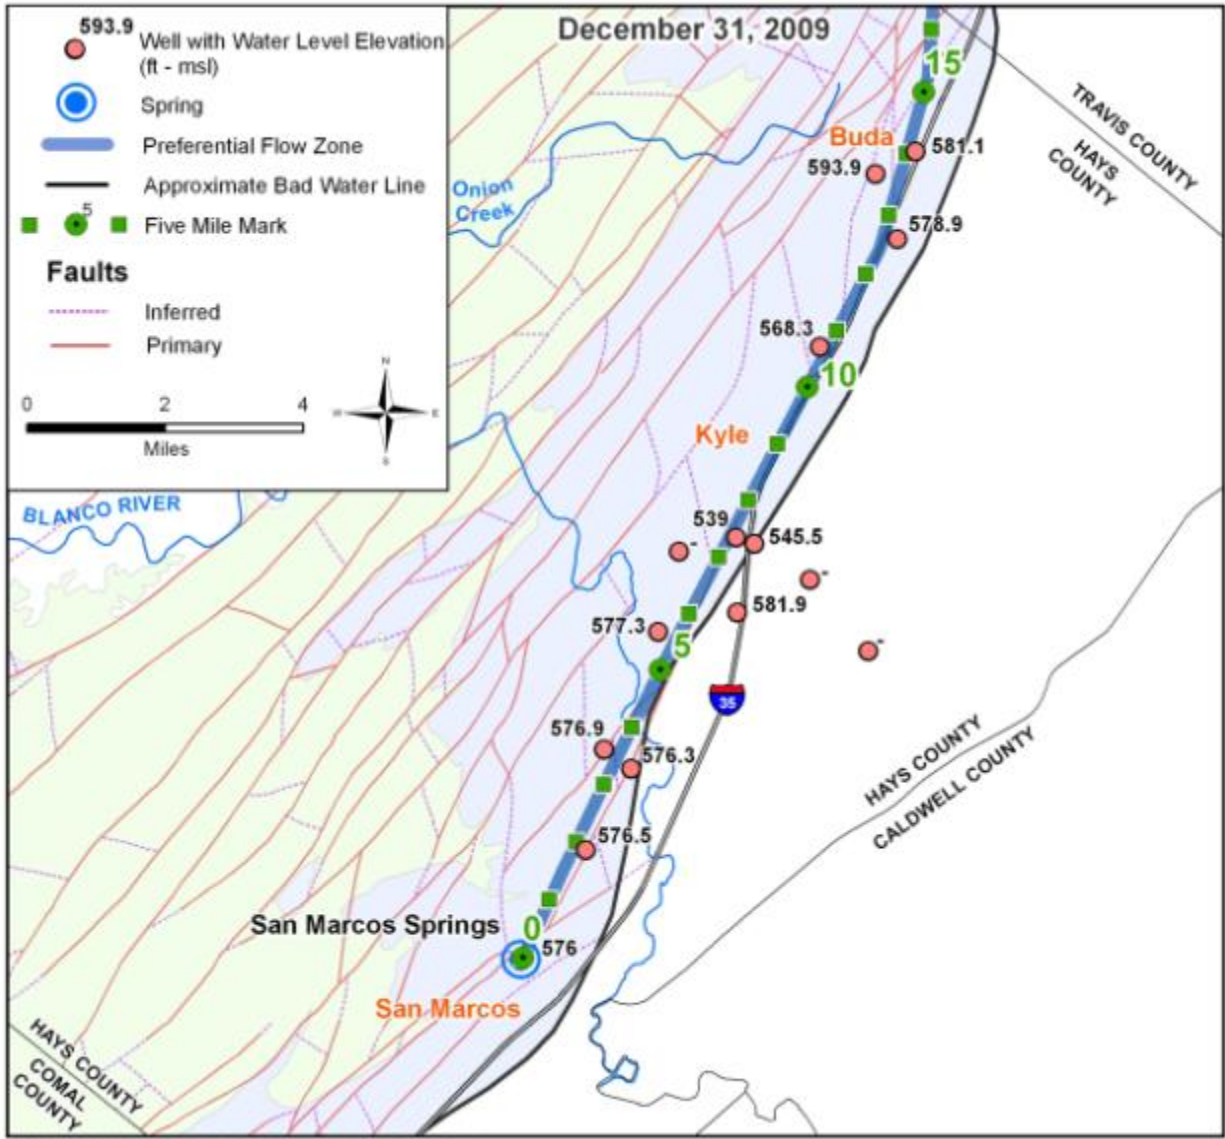 December 31, 2009
593.9
Well with Water Level Elevation
(ft - msl)
Spring
Preferential Flow Zone
Approximate Bad Water Line
5
Five Mile Mark
Faults
Inferred
Primary
0 2 4
Miles
N
W E
S
15
TRAVIS COUNTY
HAYS
COUNTY
Buda
581.1
593.9
Onion
Creek
578.9
568.3
10
Kyle
BLANCO RIVER
539
545.5
-
-
581.9
577.3
5
-
35
576.9
576.3
HAYS COUNTY
CALDWELL COUNTY
576.5
San Marcos Springs
0
576
San Marcos
HAYS COUNTY
COMAL
COUNTY